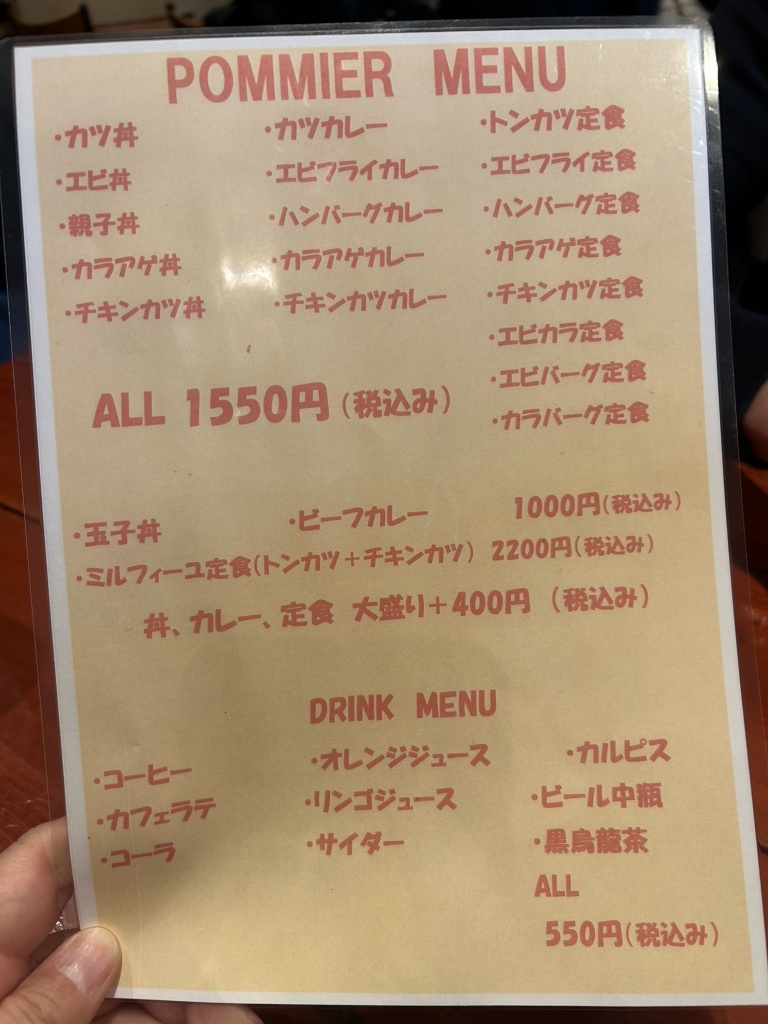 POMMIER MENU
・カツ丼 ・カツカレー ・トンカツ定食
・エビ丼 ・エビフライカレー ・エビフライ定食
・親子丼 ・ハンバーグカレー ・ハンバーグ定食
・カラアゲ丼 ・カラアゲカレー ・カラアゲ定食
・チキンカツ丼 ・チキンカツカレー ・チキンカツ定食
・エビカラ定食
・エビバーグ定食
ALL 1550円(税込み) ・カラバーグ定食
・玉子丼 ・ビーフカレー 1000円(税込み)
・ミルフィーユ定食(トンカツ+チキンカツ) 2200円(税込み)
丼、カレー、定食 大盛り+400円 (税込み)
DRINK MENU
・コーヒー ・オレンジジュース ・カルピス
・カフェラテ ・リンゴジュース ・ビール中瓶
・コーラ ・サイダー ・黒烏龍茶
ALL
550円(税込み)